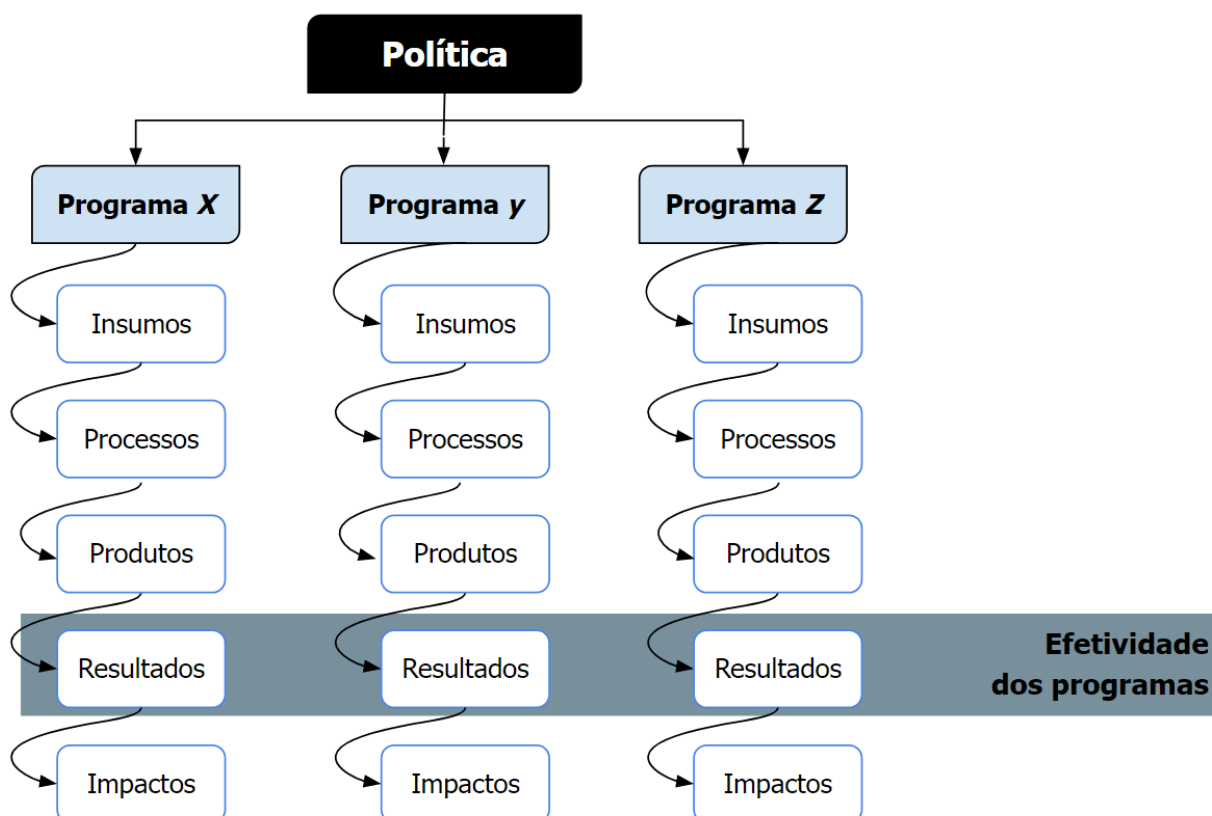 Política
Programa X Programa y Programa Z
Insumos Insumos Insumos
Processos Processos Processos
Produtos Produtos Produtos
Resultados Resultados Resultados
Efetividade
dos programas
Impactos Impactos Impactos